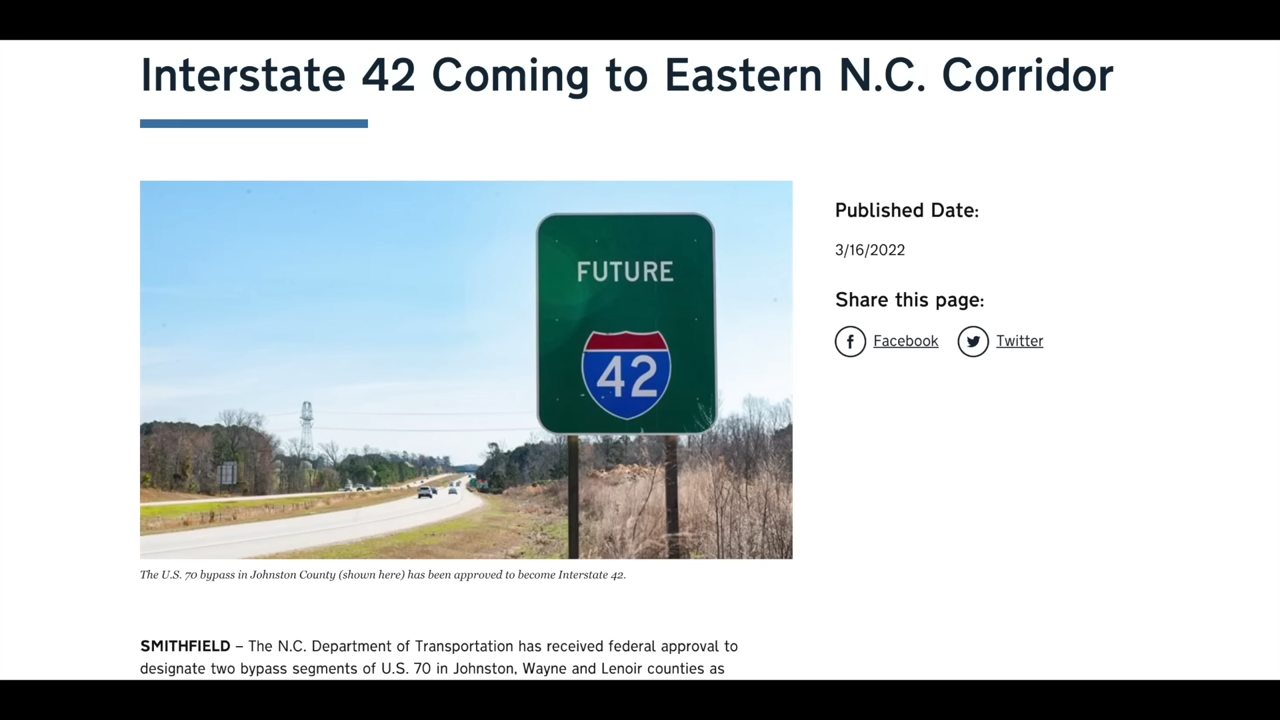 Interstate 42 Coming to Eastern N.C. Corridor
FUTURE
42
Published Date:
3/16/2022
Share this page:
Facebook
Twitter
The U.S. 70 bypass in Johnston County (shown here) has been approved to become Interstate 42.
SMITHFIELD – The N.C. Department of Transportation has received federal approval to
designate two bypass segments of U.S. 70 in Johnston, Wayne and Lenoir counties as